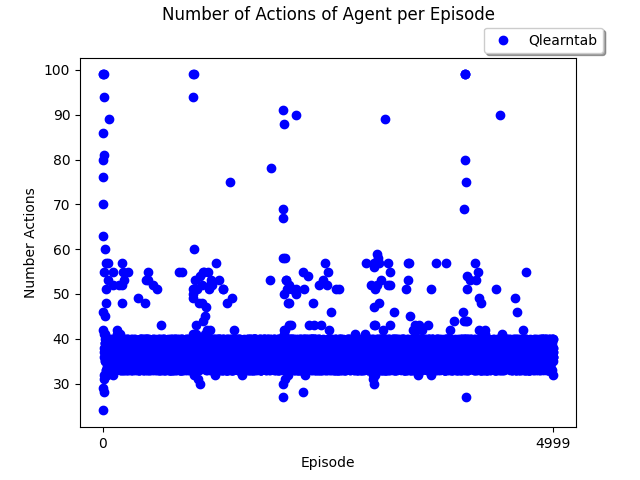 Number of Actions of Agent per Episode
Qlearntab
100
90
80
70
60
50
40
30
Number Actions
0
4999
Episode